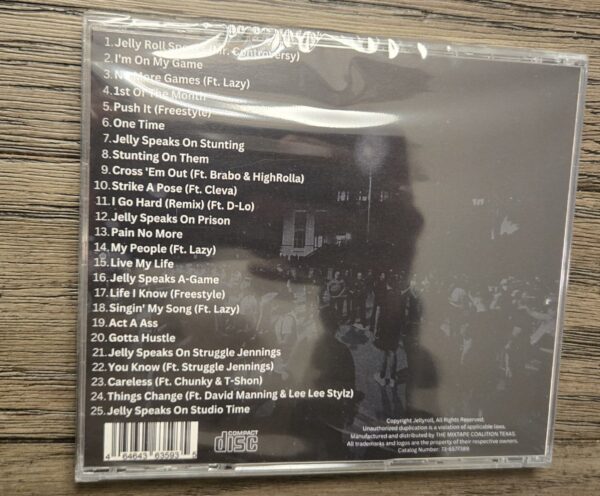 1. Jelly Roll Speaks (Mr. Controversy)
2. I'm On My Game
3. No More Games (Ft. Lazy)
4. 1st Of The Month
5. Push It (Freestyle)
6. One Time
7. Jelly Speaks On Stunting
8. Stunting On Them
9. Cross 'Em Out (Ft. Brabo & HighRolla)
10. Strike A Pose (Ft. Cleva)
11. I Go Hard (Remix) (Ft. D-Lo)
12. Jelly Speaks On Prison
13. Pain No More
14. My People (Ft. Lazy)
15. Live My Life
16. Jelly Speaks A-Game
17. Life I Know (Freestyle)
18. Singin' My Song (Ft. Lazy)
19. Act A Ass
20. Gotta Hustle
21. Jelly Speaks On Struggle Jennings
22. You Know (Ft. Struggle Jennings)
23. Careless (Ft. Chunky & T-Shon)
24. Things Change (Ft. David Manning & Lee Lee Stylz)
25. Jelly Speaks On Studio Time
4 64643 63593
COMPACT
disc
Copyright Jellyroll, All Rights Reserved.
Unauthorized duplication is a violation of applicable laws.
Manufactured and distributed by THE MIXTAPE COALITION TEXAS.
All trademarks and logos are the property of their respective owners.
Catalog Number: